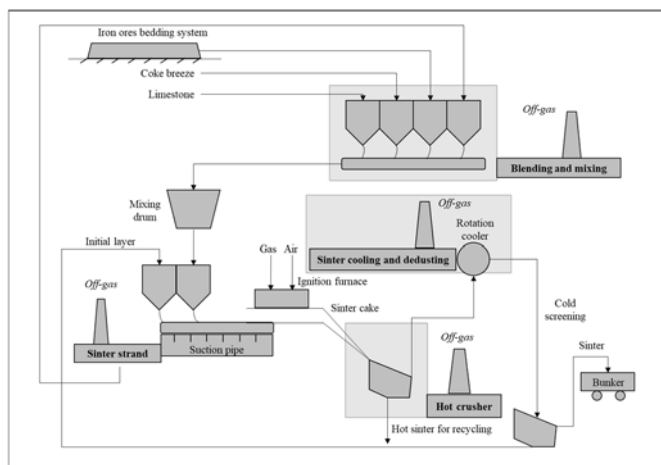 Iron ores bedding system
Coke breeze
Limestone
Off-gas
Blending and mixing
Mixing
drum
Off-gas
Rotation
cooler
Initial layer
Gas Air
Sinter cooling and dedusting
Ignition furnace
Off-gas
Sinter cake
Cold
screening
Off-gas
Sinter
Sinter strand
Suction pipe
Bunker
Hot crusher
Hot sinter for recycling